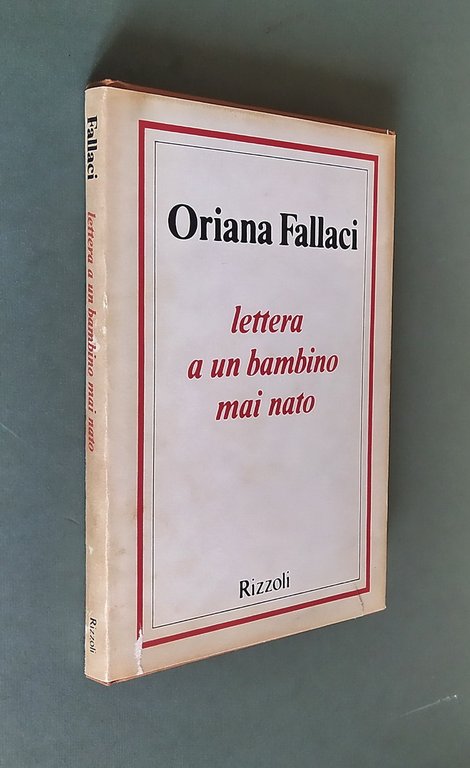 Fallaci lettera a un bambino mai nato Rizzoli
Oriana Fallaci
lettera
a un bambino
mai nato
Rizzoli